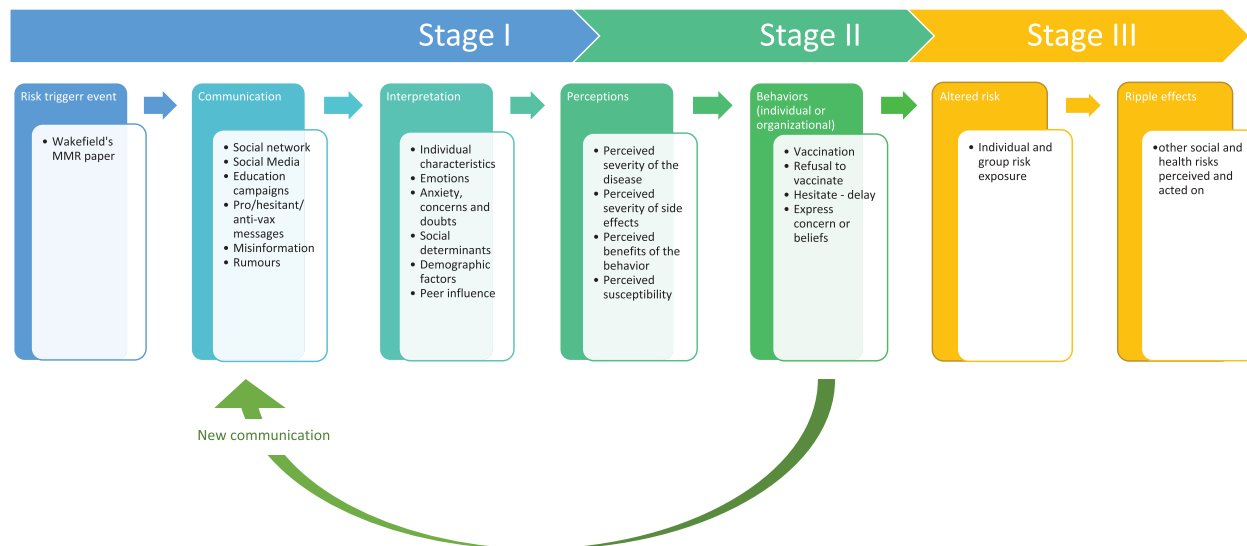 Stage I
Stage II
Stage III
Risk triggerr event
• Wakefield's
MMR paper
Communication
• Social network
• Social Media
• Education
campaigns
• Pro/hesitant/
anti-vax
messages
• Misinformation
• Rumours
Interpretation
• Individual
characteristics
• Emotions
• Anxiety,
concerns and
doubts
• Social
determinants
• Demographic
factors
• Peer influence
Perceptions
• Perceived
severity of the
disease
• Perceived
severity of side
effects
• Perceived
benefits of the
behavior
• Perceived
susceptibility
Behaviors
(individual or
organizational)
• Vaccination
• Refusal to
vaccinate
• Hesitate - delay
• Express
concern or
beliefs
Altered risk
• Individual and
group risk
exposure
Ripple effects
•other social and
health risks
perceived and
acted on
New communication